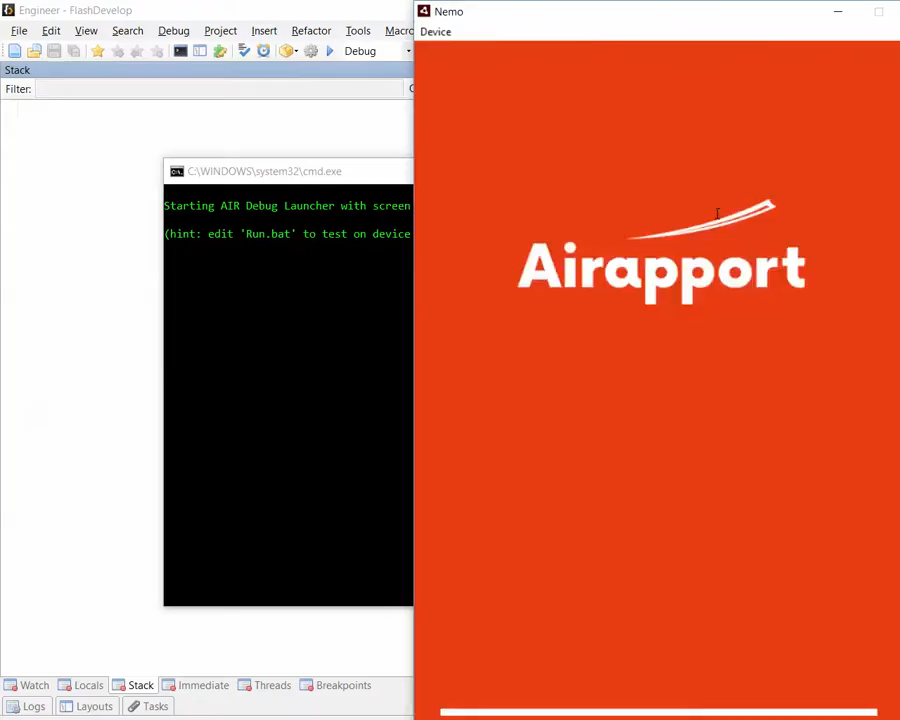 Engineer - FlashDevelop
File Edit View Search Debug Project Insert Refactor Tools Macro
Debug
Stack
Filter:
C:\WINDOWS\system32\cmd.exe
Starting AIR Debug Launcher with screen
(hint: edit 'Run.bat' to test on device
Nemo
Device
Airapport
Watch Locals Stack Immediate Threads Breakpoints
Logs Layouts Tasks